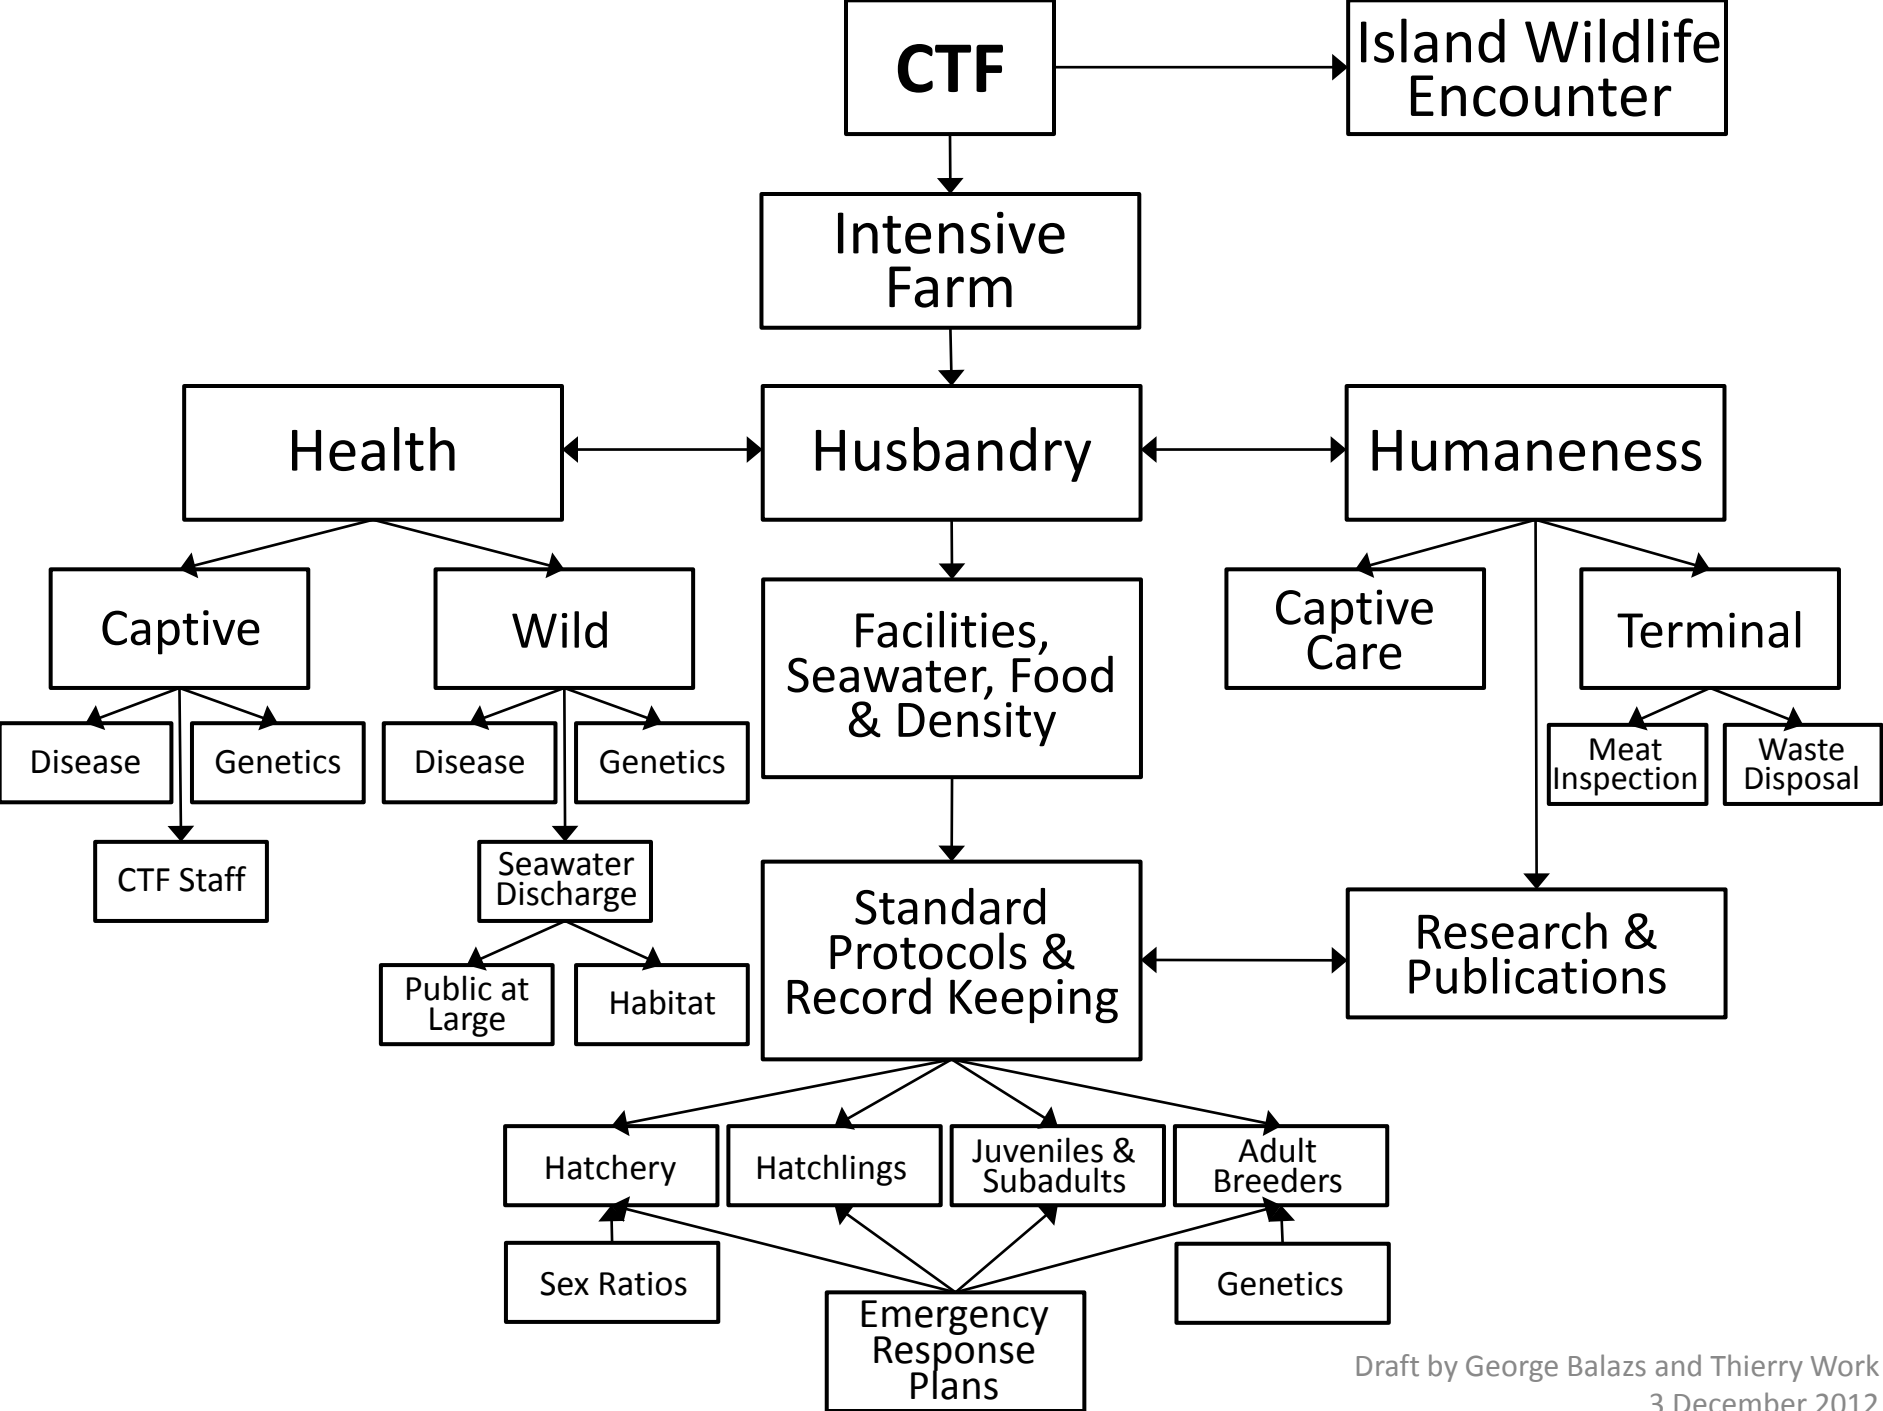 CTF
Island Wildlife
Encounter
Intensive
Farm
Health
Husbandry
Humaneness
Captive
Wild
Facilities,
Seawater, Food
& Density
Captive
Care
Terminal
Disease
Genetics
Disease
Genetics
Meat
Inspection
Waste
Disposal
CTF Staff
Seawater
Discharge
Standard
Protocols &
Record Keeping
Research &
Publications
Public at
Large
Habitat
Hatchery
Hatchlings
Juveniles &
Subadults
Adult
Breeders
Sex Ratios
Genetics
Emergency
Response
Plans
Draft by George Balazs and Thierry Work
3 December 2012